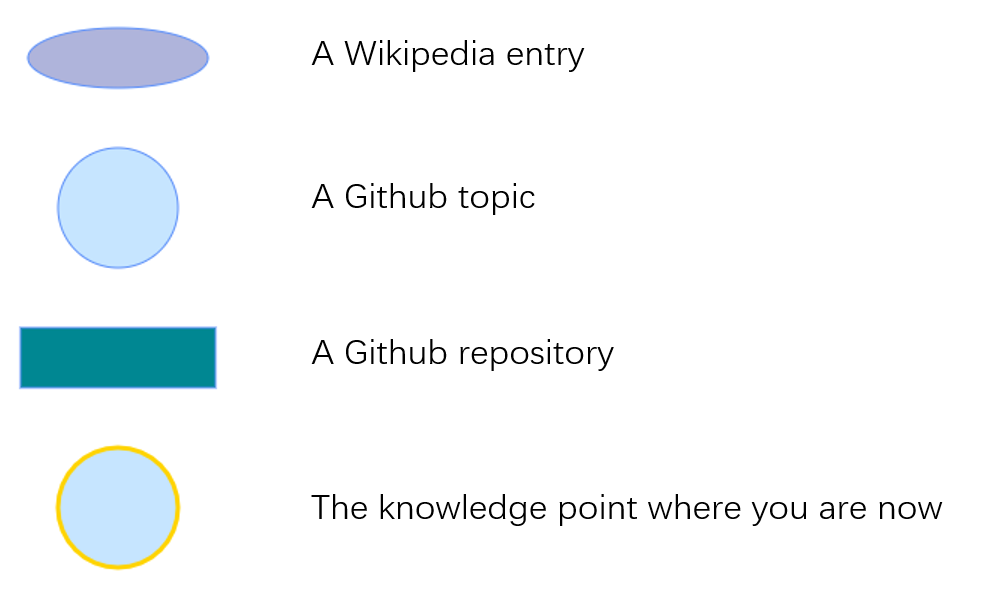 A Wikipedia entry
A Github topic
A Github repository
The knowledge point where you are now